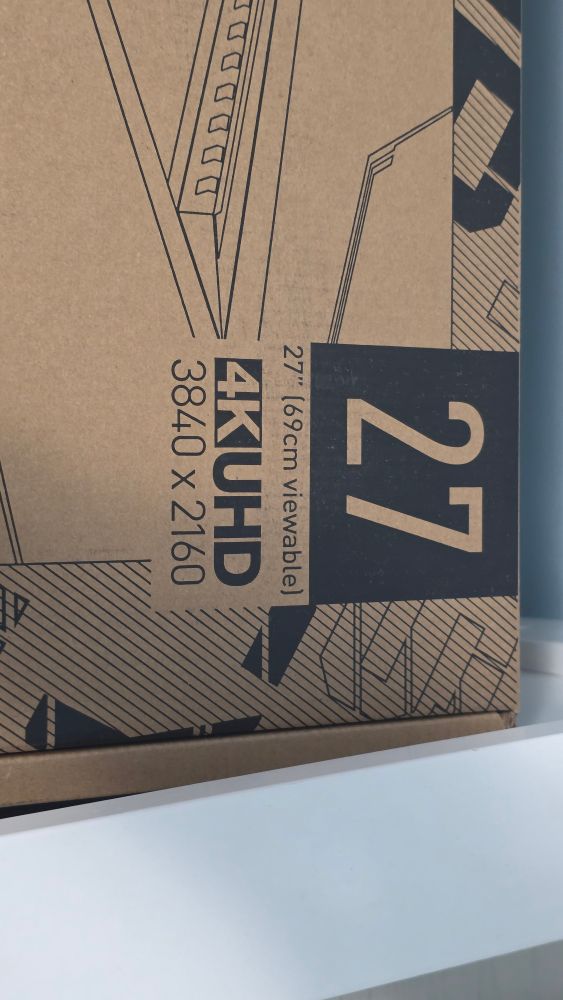 27
27" (69cm viewable)
4KUHD
3840 x 2160